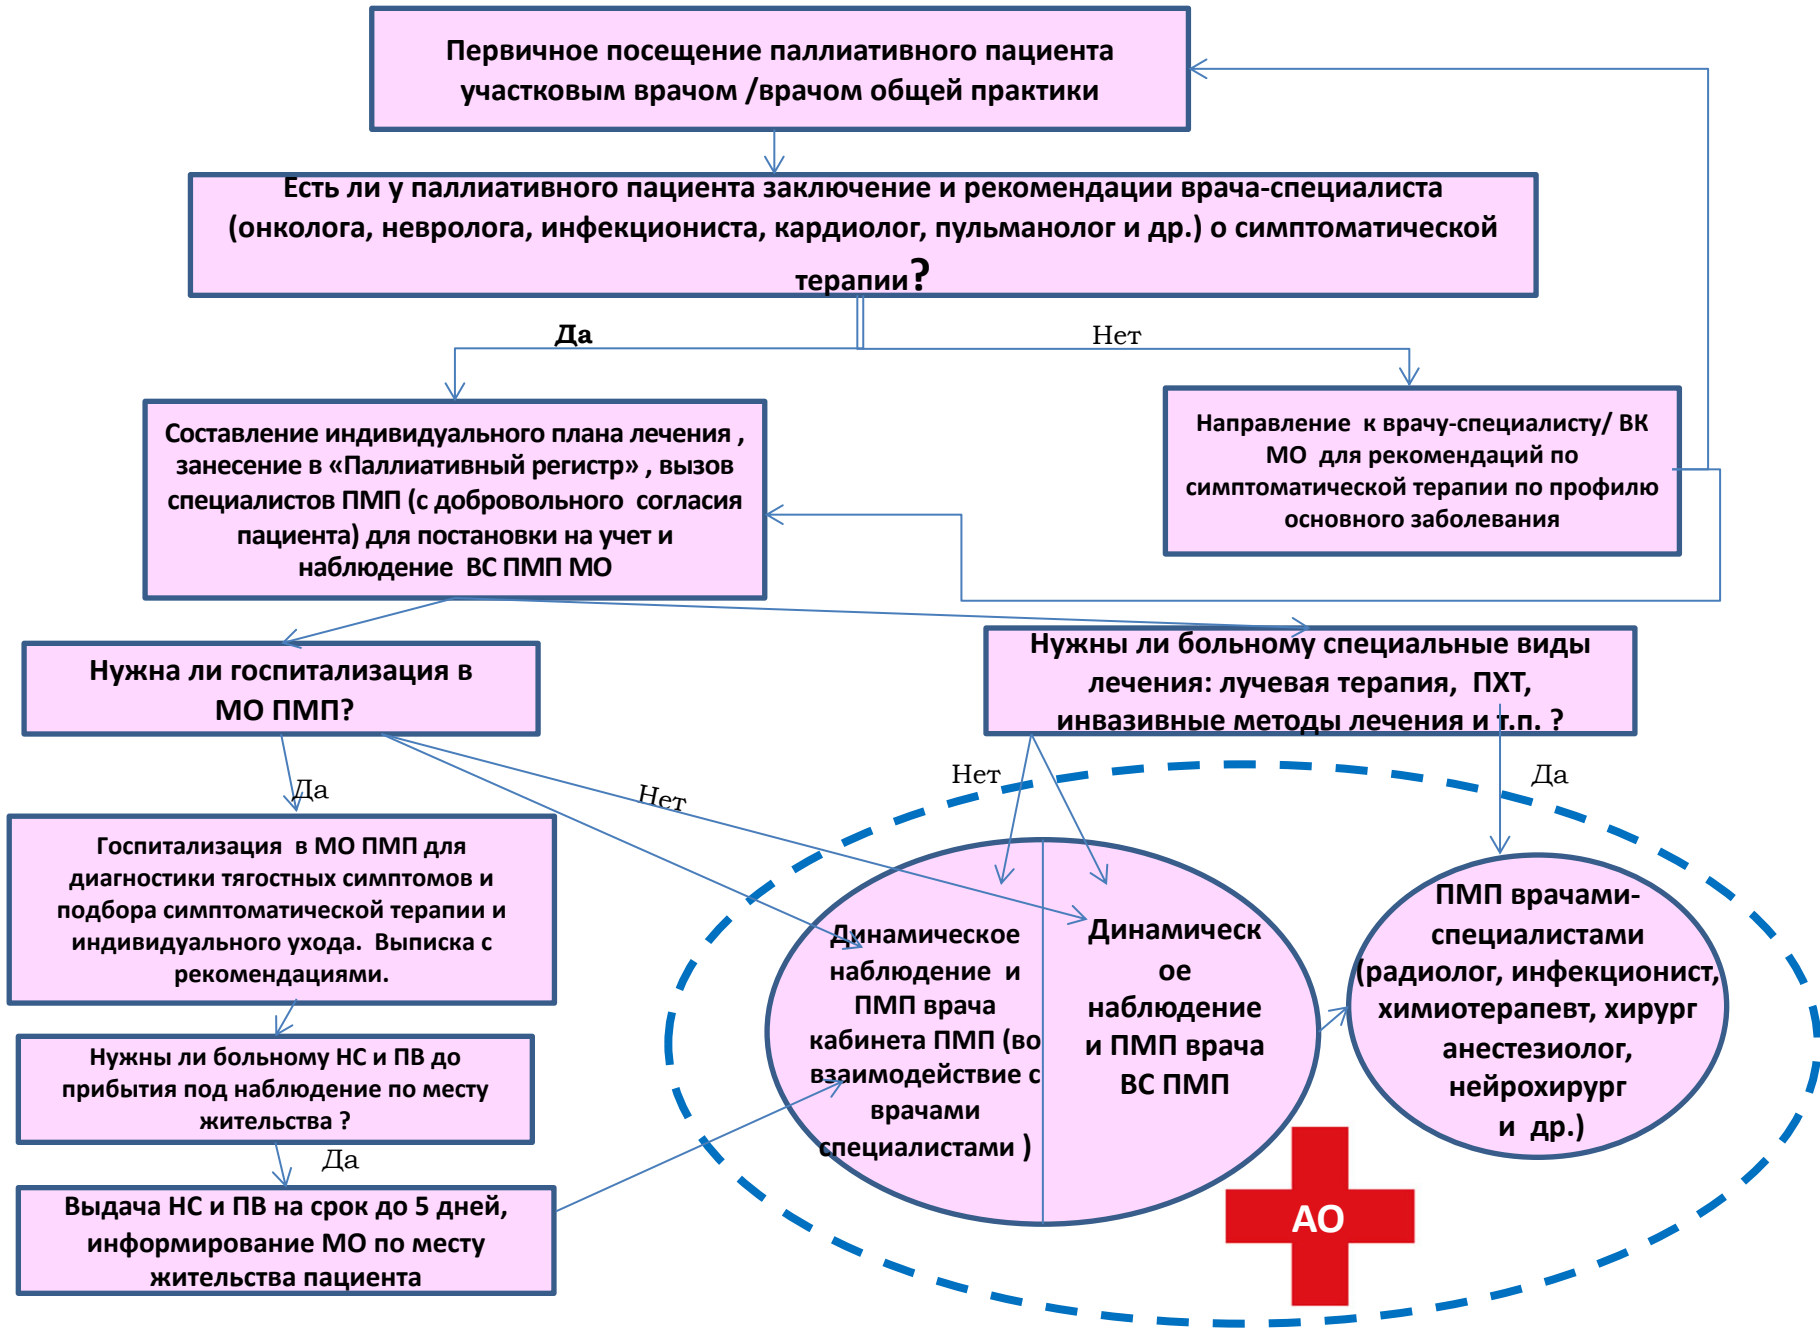 Первичное посещение паллиативного пациента
участковым врачом /врачом общей практики
Есть ли у паллиативного пациента заключение и рекомендации врача-специалиста
(онколога, невролога, инфекциониста, кардиолог, пульманолог и др.) о симптоматической
терапии?
Да
Нет
Составление индивидуального плана лечения ,
занесение в «Паллиативный регистр» , вызов
специалистов ПМП (с добровольного согласия
пациента) для постановки на учет и
наблюдение ВС ПМП МО
Направление к врачу-специалисту/ ВК
МО для рекомендаций по
симптоматической терапии по профилю
основного заболевания
Нужна ли госпитализация в
МО ПМП?
Нужны ли больному специальные виды
лечения: лучевая терапия, ПХТ,
инвазивные методы лечения и т.п. ?
Да
Нет
Нет
Да
Госпитализация в МО ПМП для
диагностики тягостных симптомов и
подбора симптоматической терапии и
индивидуального ухода. Выписка с
рекомендациями.
Нужны ли больному НС и ПВ до
прибытия под наблюдение по месту
жительства ?
Да
Выдача НС и ПВ на срок до 5 дней,
информирование МО по месту
жительства пациента
Динамическое
наблюдение и
ПМП врача
кабинета ПМП (во
взаимодействие с
врачами
специалистами )
Динамическ
ое
наблюдение
и ПМП врача
ВС ПМП
ПМП врачами-
специалистами
(радиолог, инфекционист,
химиотерапевт, хирург
анестезиолог,
нейрохирург
и др.)
АО